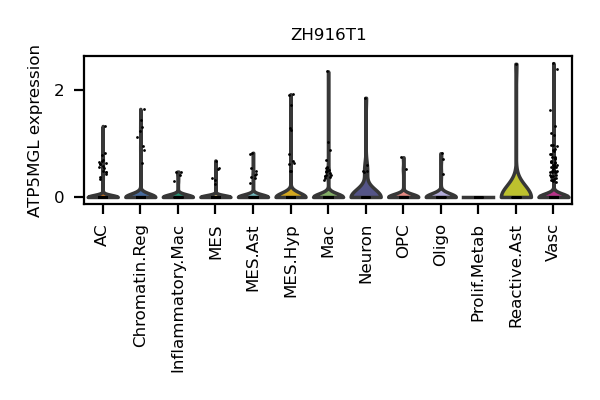 ZH916T1
ATP5MGL expression
2
0
AC
Chromatin.Reg
Inflammatory.Mac
MES
MES.Ast
MES.Hyp
Mac
Neuron
OPC
Oligo
Prolif.Metab
Reactive.Ast
Vasc